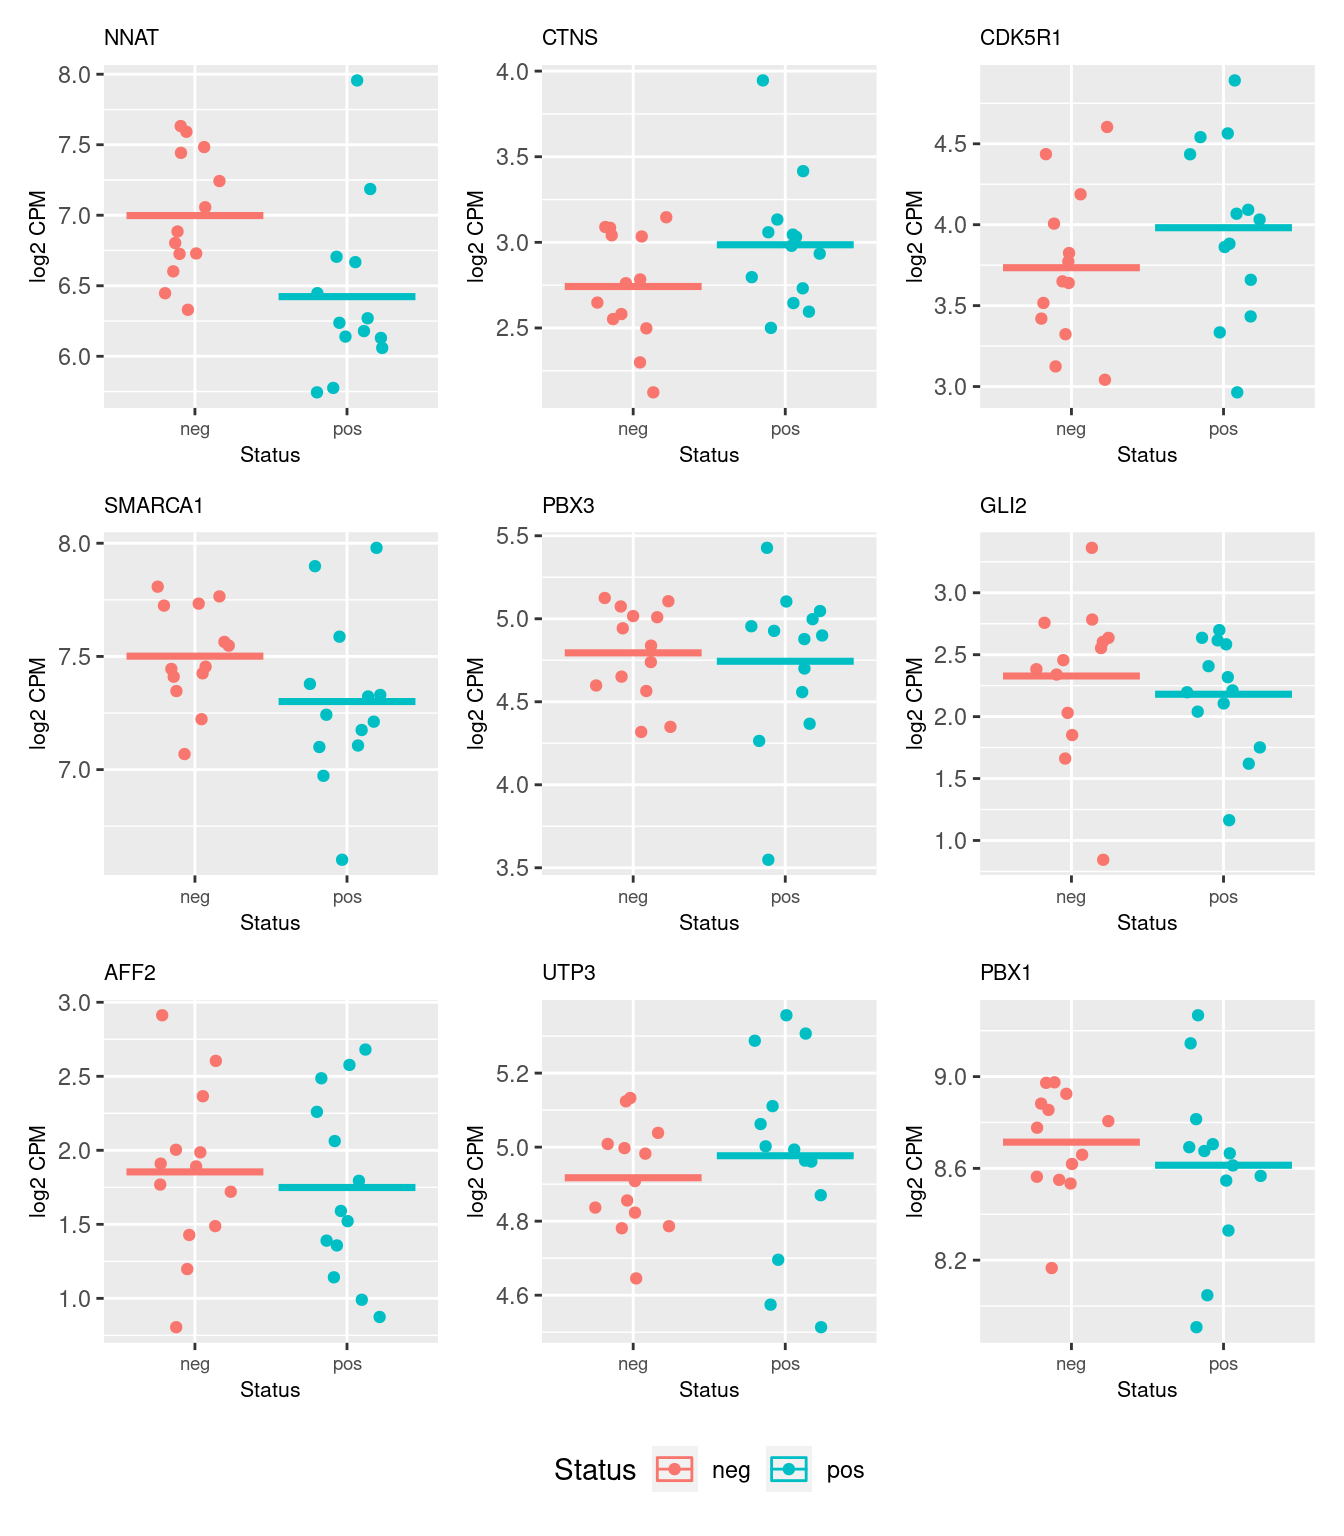 NNAT
CTNS
CDK5R1
8.0
7.5
7.0
6.5
6.0
log2 CPM
neg
pos
Status
4.0
3.5
3.0
2.5
log2 CPM
neg
pos
Status
4.5
4.0
3.5
3.0
log2 CPM
neg
pos
Status
SMARCA1
PBX3
GLI2
8.0
7.5
7.0
log2 CPM
neg
pos
Status
5.5
5.0
4.5
4.0
3.5
log2 CPM
neg
pos
Status
3.0
2.5
2.0
1.5
1.0
log2 CPM
neg
pos
Status
AFF2
UTP3
PBX1
3.0
2.5
2.0
1.5
1.0
log2 CPM
neg
pos
Status
5.2
5.0
4.8
4.6
log2 CPM
neg
pos
Status
9.0
8.6
8.2
log2 CPM
neg
pos
Status
Status neg pos